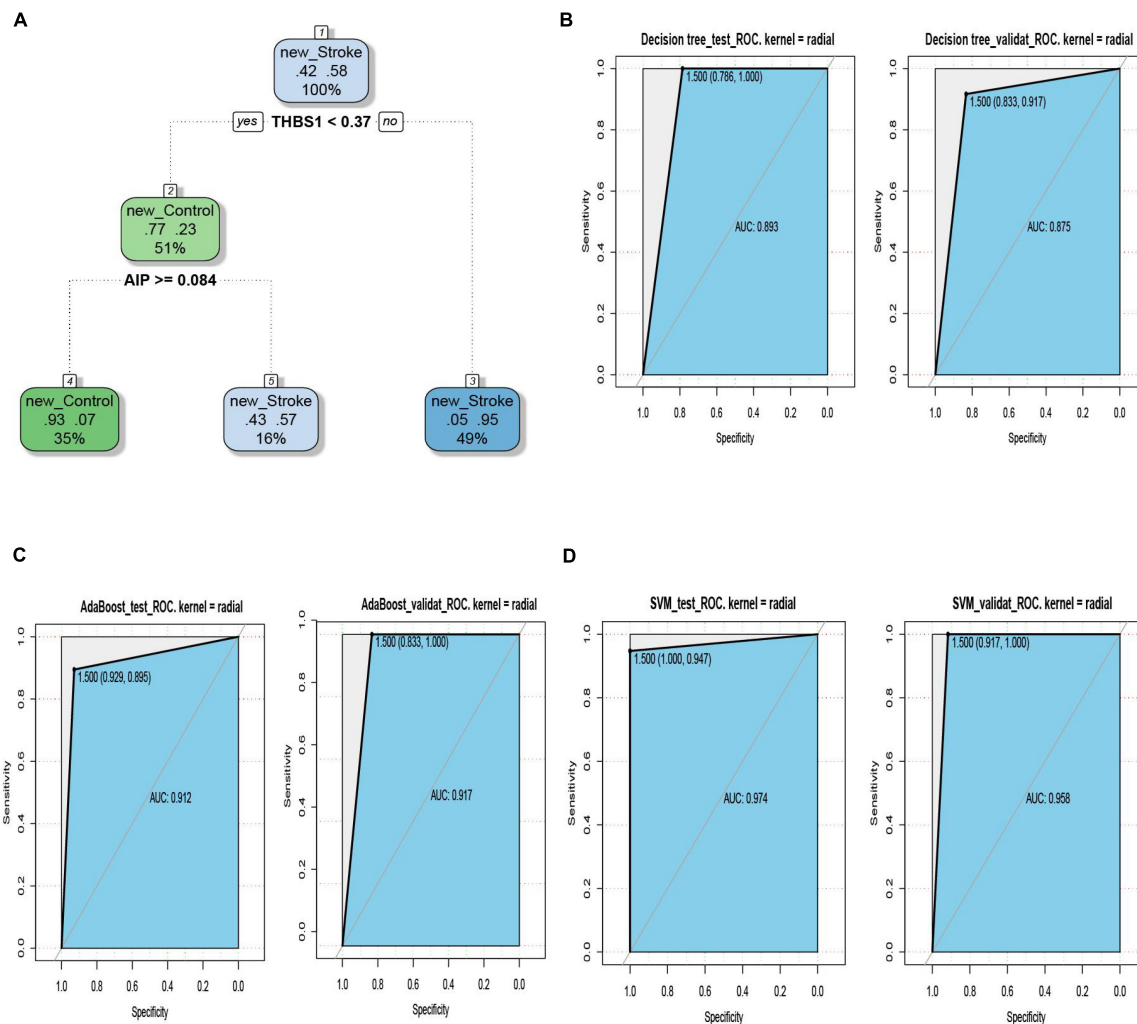 A
1
new_Stroke
.42 .58
100%
yes THBS1 < 0.37 no
2
new_Control
.77 .23
51%
AIP >= 0.084
4
new_Control
.93 .07
35%
5
new_Stroke
.43 .57
16%
3
new_Stroke
.05 .95
49%
B
Decision tree_test_ROC. kernel = radial
1.500 (0.786, 1.000)
AUC: 0.893
Sensitivity
0.0 0.2 0.4 0.6 0.8 1.0
1.0 0.8 0.6 0.4 0.2 0.0
Specificity
Decision tree_validat_ROC. kernel = radial
1.500 (0.833, 0.917)
AUC: 0.875
Sensitivity
0.0 0.2 0.4 0.6 0.8 1.0
1.0 0.8 0.6 0.4 0.2 0.0
Specificity
C
AdaBoost_test_ROC. kernel = radial
1.500 (0.929, 0.895)
AUC: 0.912
Sensitivity
0.0 0.2 0.4 0.6 0.8 1.0
1.0 0.8 0.6 0.4 0.2 0.0
Specificity
AdaBoost_validat_ROC. kernel = radial
1.500 (0.833, 1.000)
AUC: 0.917
Sensitivity
0.0 0.2 0.4 0.6 0.8 1.0
1.0 0.8 0.6 0.4 0.2 0.0
Specificity
D
SVM_test_ROC. kernel = radial
1.500 (1.000, 0.947)
AUC: 0.974
Sensitivity
0.0 0.2 0.4 0.6 0.8 1.0
1.0 0.8 0.6 0.4 0.2 0.0
Specificity
SVM_validat_ROC. kernel = radial
1.500 (0.917, 1.000)
AUC: 0.958
Sensitivity
0.0 0.2 0.4 0.6 0.8 1.0
1.0 0.8 0.6 0.4 0.2 0.0
Specificity